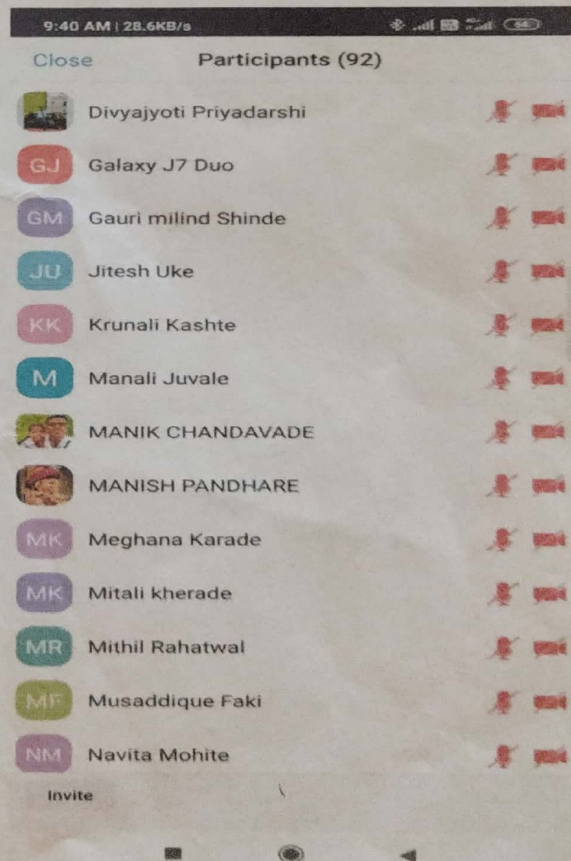 9:40 AM | 28.6KB/s 64
Close Participants (92)
Divyajyoti Priyadarshi
GJ Galaxy J7 Duo
GM Gauri milind Shinde
JU Jitesh Uke
KK Krunali Kashte
M Manali Juvale
MANIK CHANDAVADE
MANISH PANDHARE
MK Meghana Karade
MK Mitali kherade
MR Mithil Rahatwal
MF Musaddique Faki
NM Navita Mohite
Invite